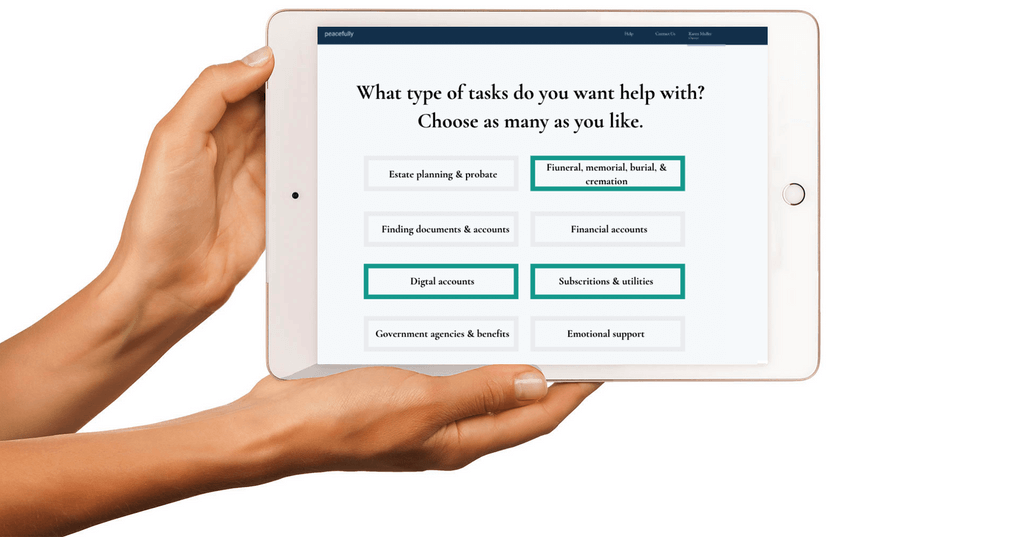 peacefully
Help
Contact Us
What type of tasks do you want help with?
Choose as many as you like.
Estate planning & probate
Fiuneral, memorial, burial, &
cremation
Finding documents & accounts
Financial accounts
Digtal accounts
Subscritions & utilities
Government agencies & benefits
Emotional support